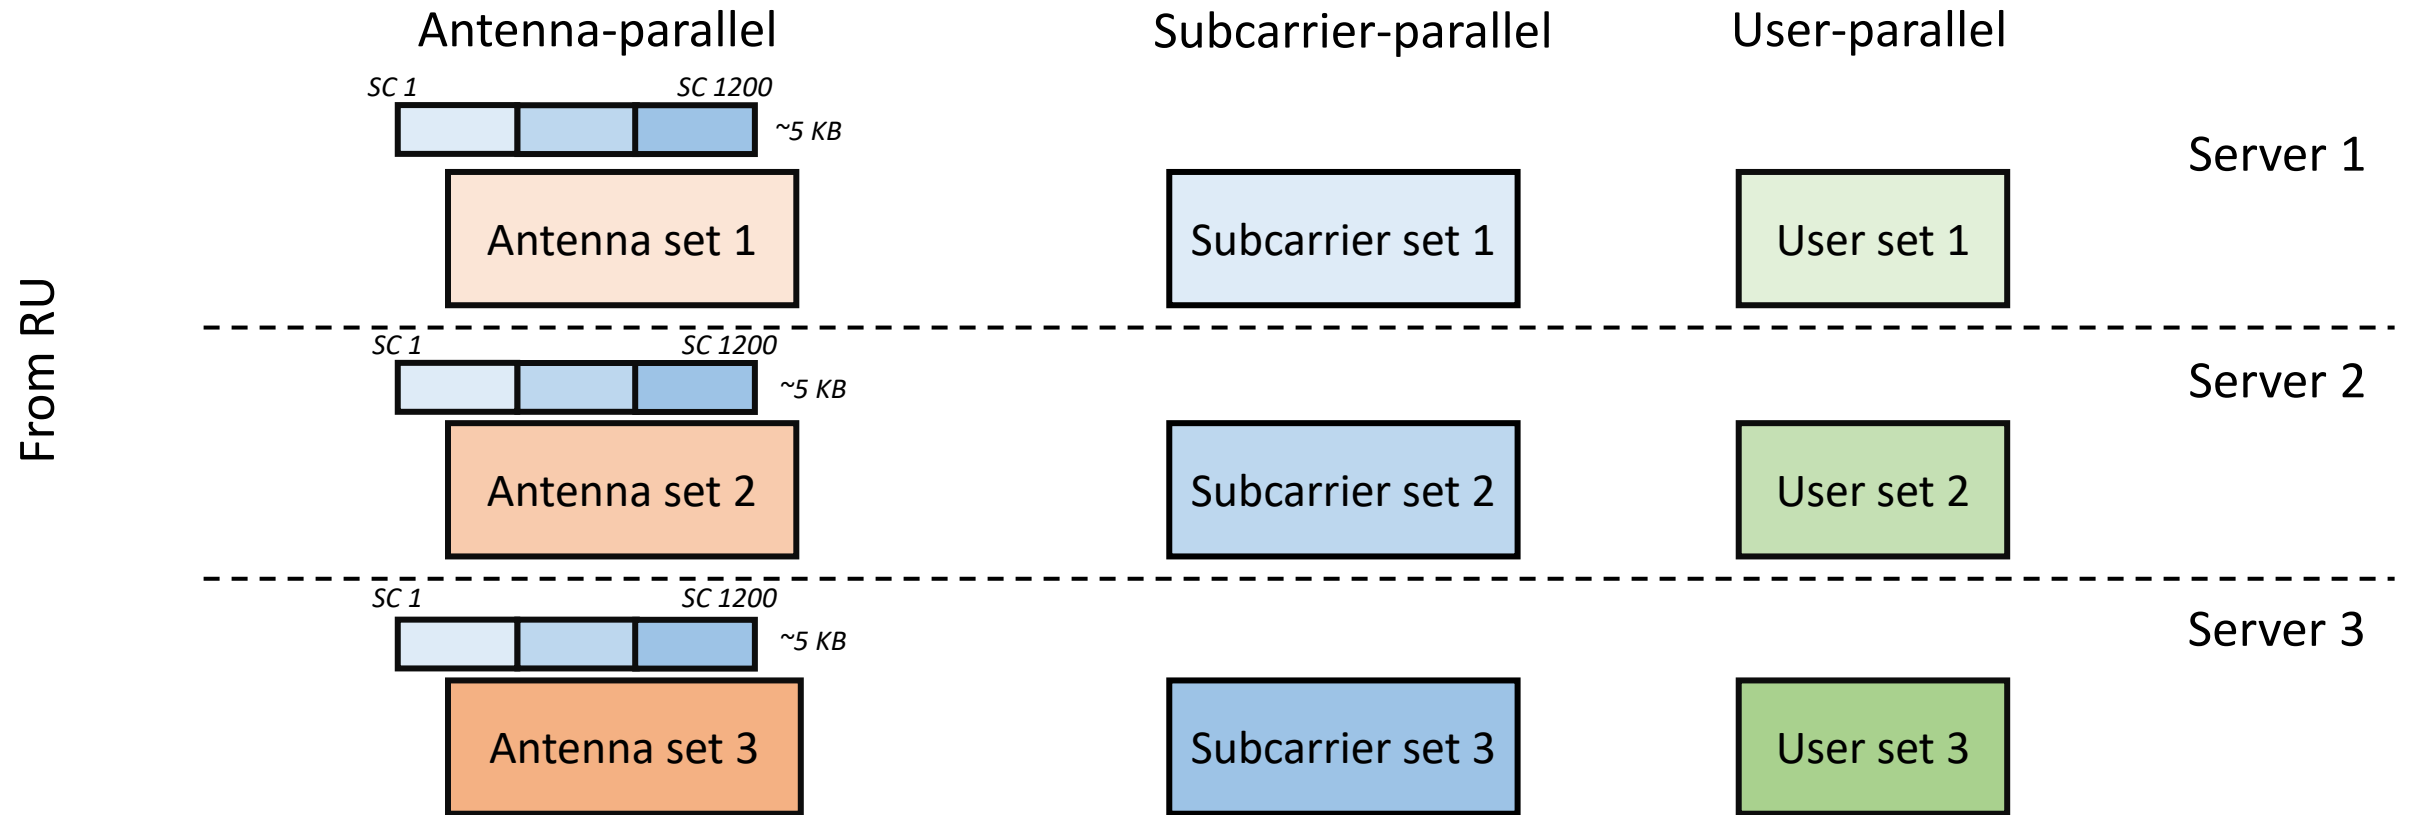 Antenna-parallel
Subcarrier-parallel
User-parallel
SC 1
SC 1200
~5 KB
Server 1
Antenna set 1
Subcarrier set 1
User set 1
From RU
SC 1
SC 1200
~5 KB
Server 2
Antenna set 2
Subcarrier set 2
User set 2
SC 1
SC 1200
~5 KB
Server 3
Antenna set 3
Subcarrier set 3
User set 3